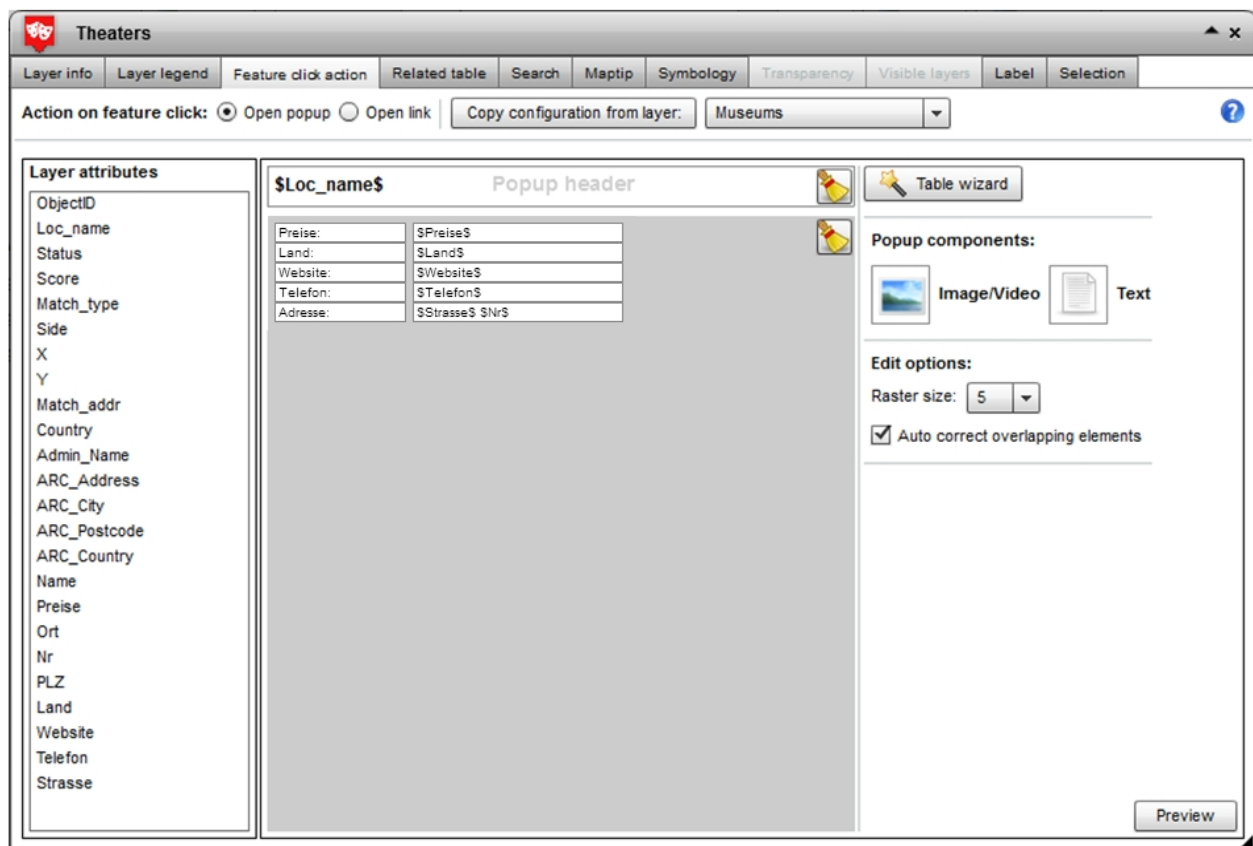 Theaters
Layer info Layer legend Feature click action Related table Search Maptip Symbology Transparency Visible layers Label Selection
Action on feature click: Open popup Open link Copy configuration from layer: Museums
Layer attributes
ObjectID
Loc_name
Status
Score
Match_type
Side
X
Y
Match_addr
Country
Admin_Name
ARC_Address
ARC_City
ARC_Postcode
ARC_Country
Name
Preise
Ort
Nr
PLZ
Land
Website
Telefon
Strasse
$Loc_name$ Popup header
Preise: $Preise$
Land: $Land$
Website: $Website$
Telefon: $Telefon$
Adresse: $Strasse$ $Nr$
Table wizard
Popup components:
Image/Video Text
Edit options:
Raster size: 5
Auto correct overlapping elements
Preview